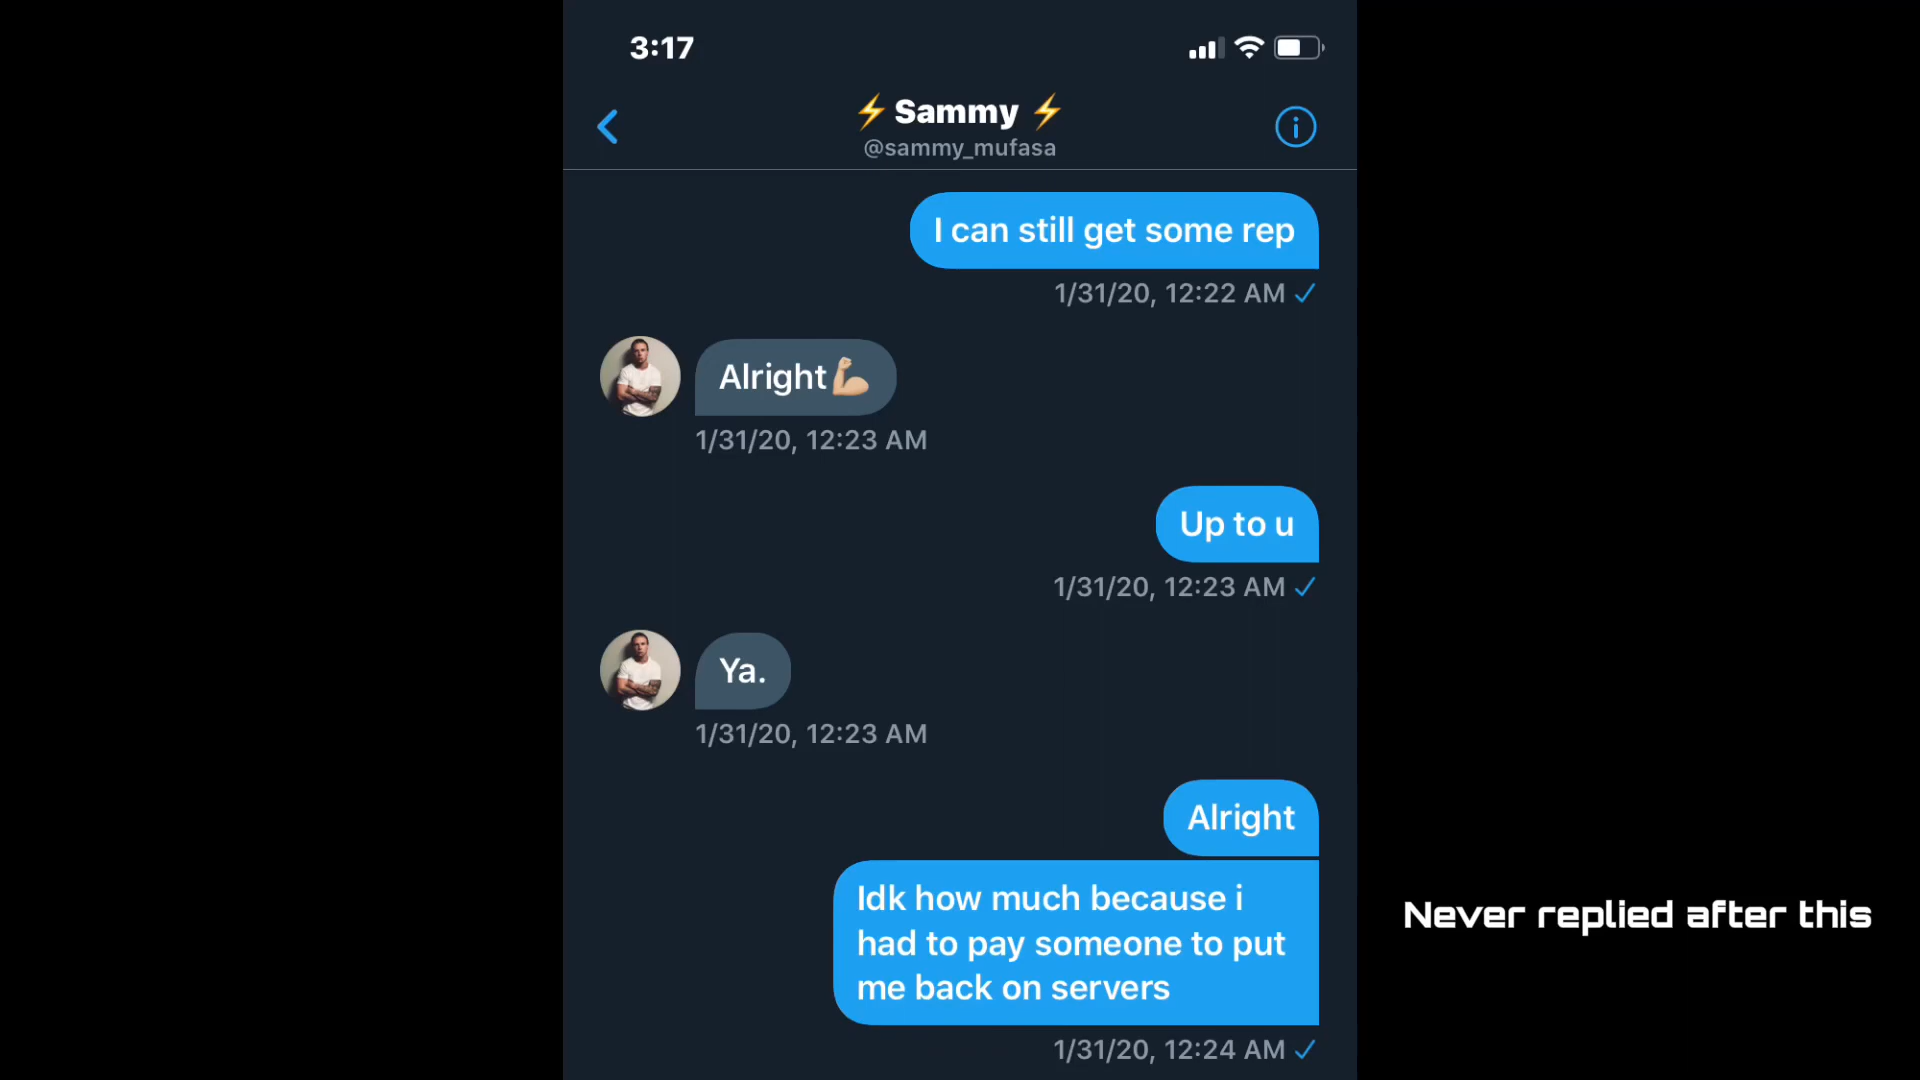 3:17
⚡ Sammy ⚡
@sammy_mufasa
I can still get some rep
1/31/20, 12:22 AM ✓
Alright💪🏼
1/31/20, 12:23 AM
Up to u
1/31/20, 12:23 AM ✓
Ya.
1/31/20, 12:23 AM
Alright
Idk how much because i
had to pay someone to put
me back on servers
Never replied after this
1/31/20, 12:24 AM ✓